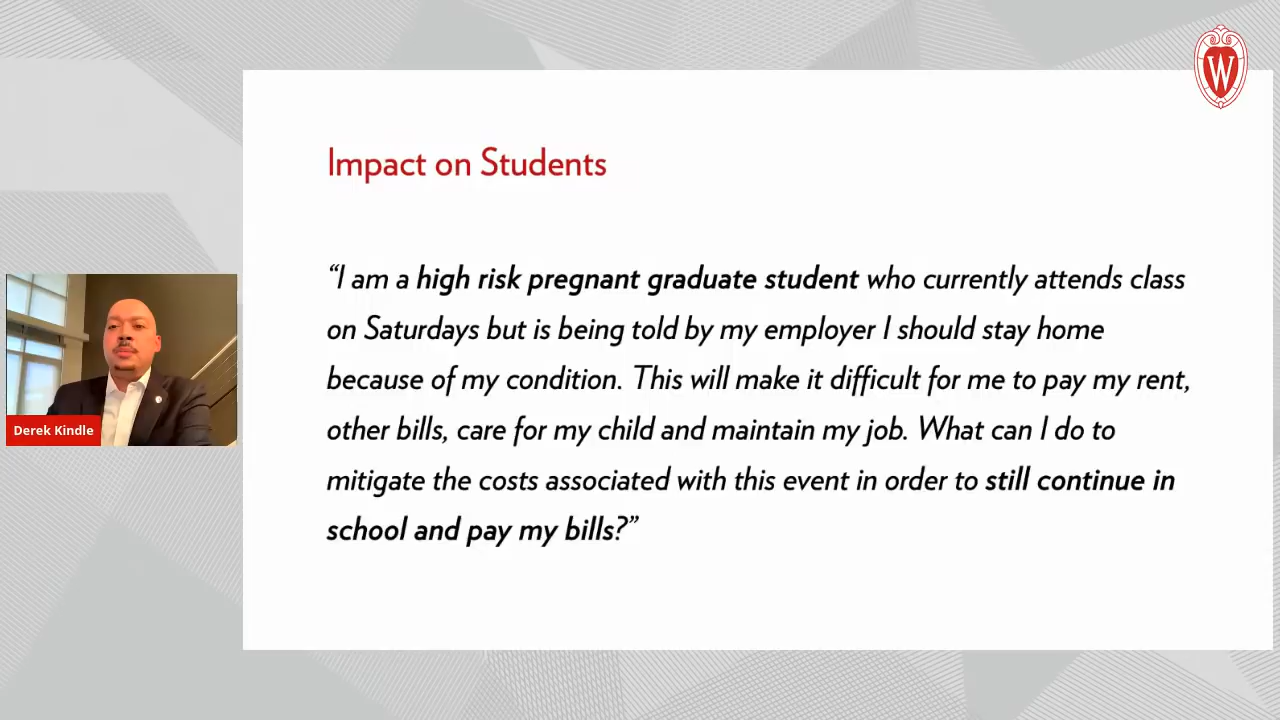 W
Impact on Students
“I am a high risk pregnant graduate student who currently attends class
on Saturdays but is being told by my employer I should stay home
because of my condition. This will make it difficult for me to pay my rent,
other bills, care for my child and maintain my job. What can I do to
mitigate the costs associated with this event in order to still continue in
school and pay my bills?”
Derek Kindle